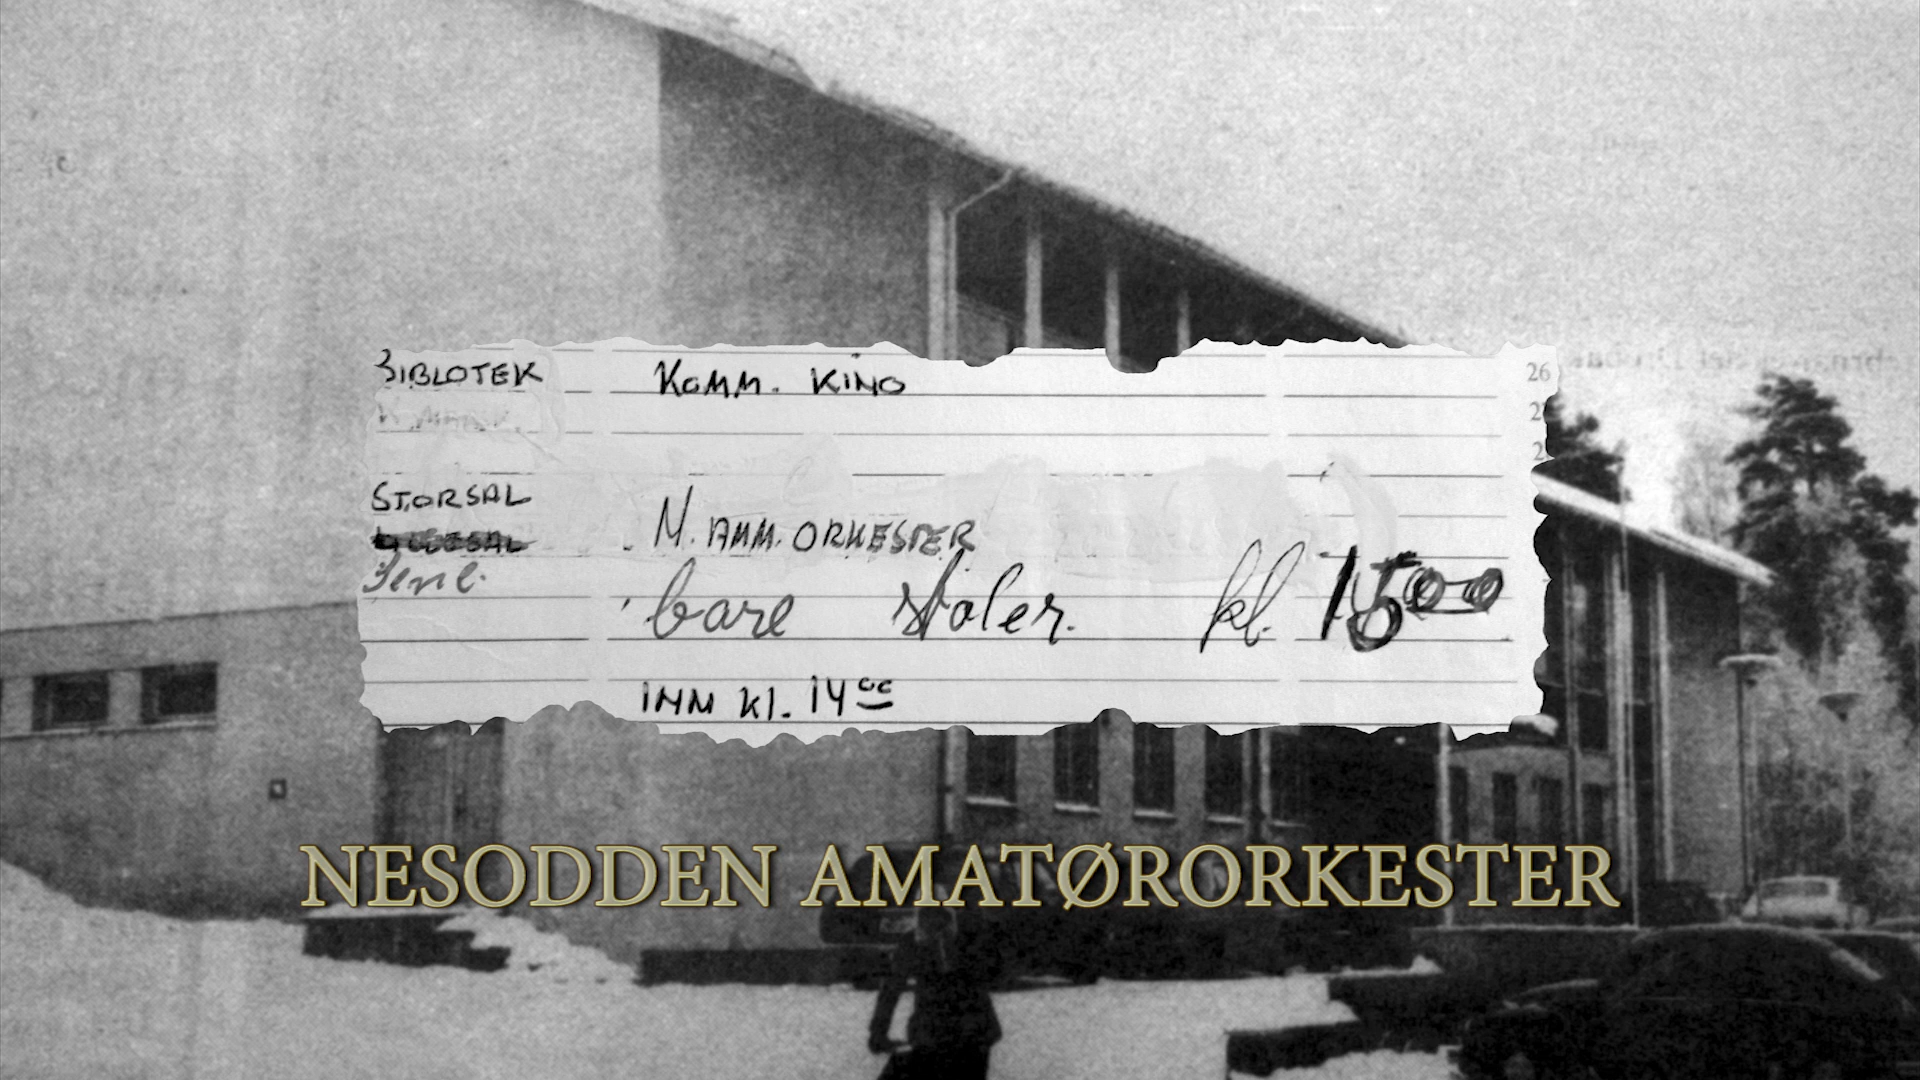 BIBLOTEK KOMM. KINO 26
STORSAL
N. AMM. ORKESTER
bare stoler. kl. 15⁰⁰
INN kl. 14⁰⁰
NESODDEN AMATØRORKESTER